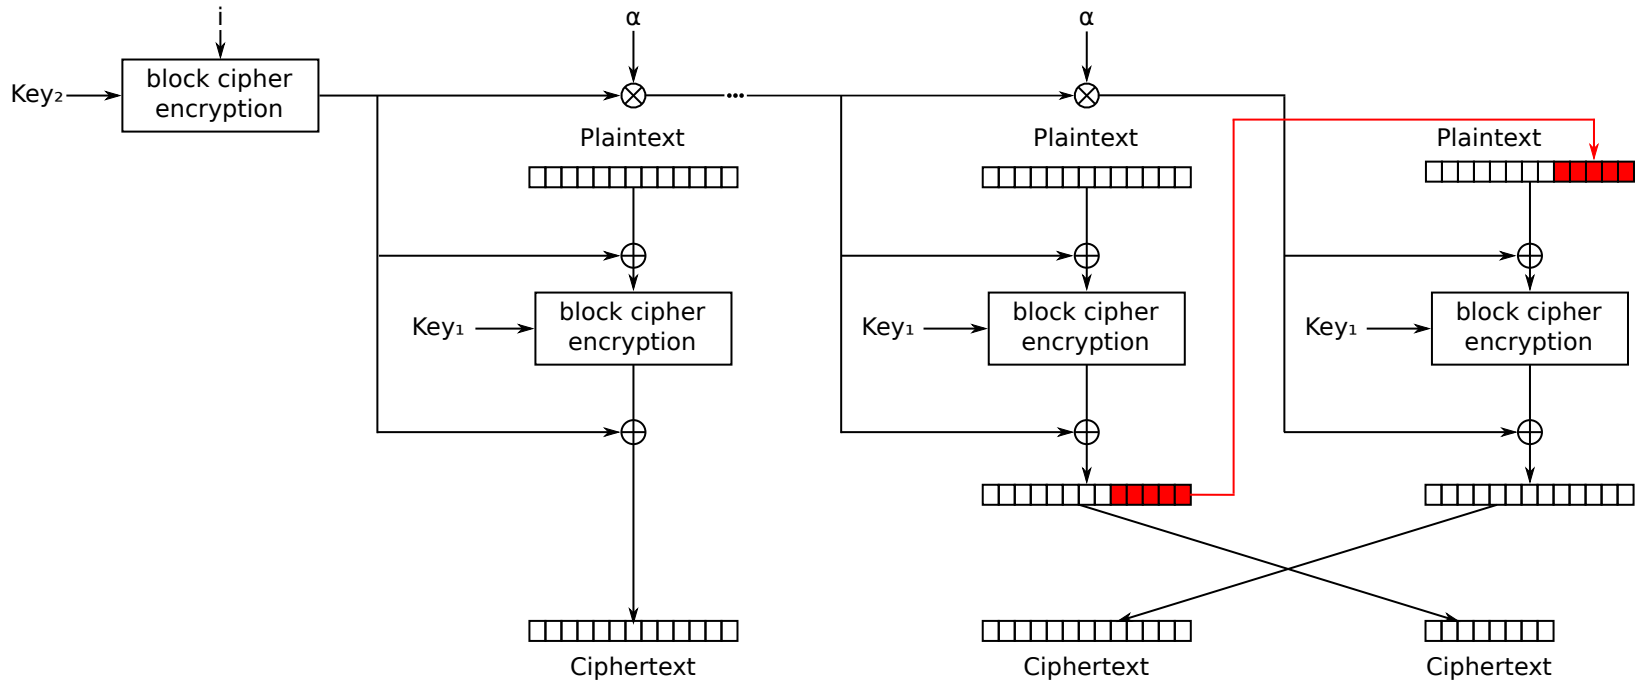 i
α
α
Key₂
block cipher
encryption
...
Plaintext
Plaintext
Plaintext
Key₁
block cipher
encryption
Key₁
block cipher
encryption
Key₁
block cipher
encryption
Ciphertext
Ciphertext
Ciphertext